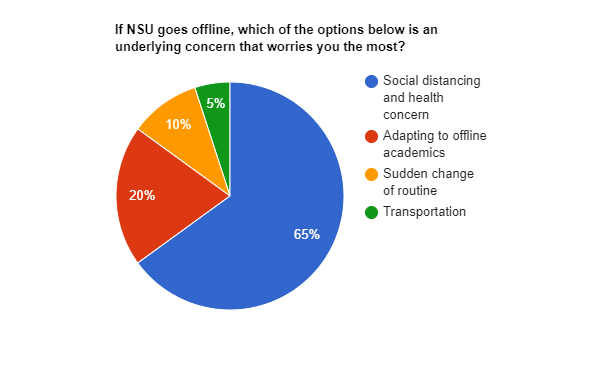 If NSU goes offline, which of the options below is an
underlying concern that worries you the most?
5%
10%
20%
65%
Social distancing
and health
concern
Adapting to offline
academics
Sudden change
of routine
Transportation